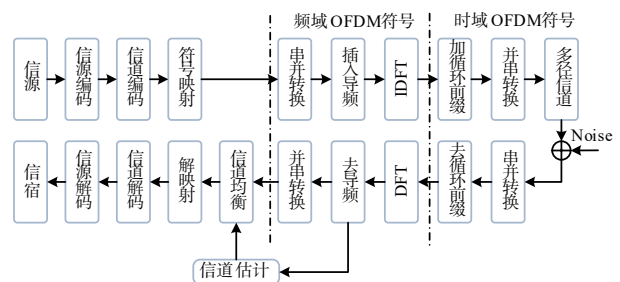 频域OFDM符号
时域OFDM符号
信源
信源编码
信道编码
符号映射
串并转换
插入导频
IDFT
加循环前缀
并串转换
多径信道
Noise
信宿
信源解码
信道解码
解映射
信道均衡
并串转换
去导频
DFT
去循环前缀
串并转换
信道估计